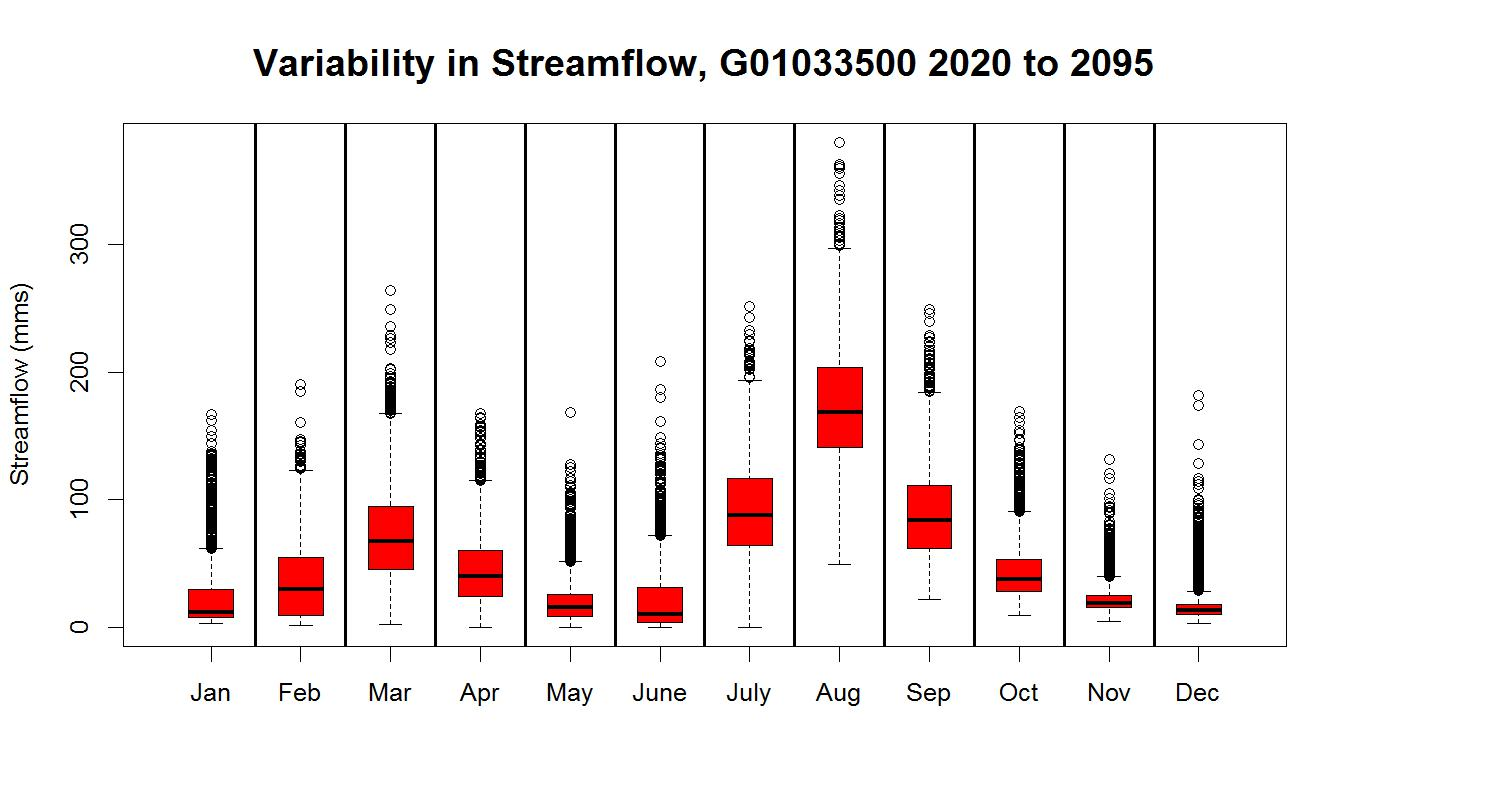 Variability in Streamflow, G01033500 2020 to 2095
Streamflow (mms)
300
200
100
0
Jan Feb Mar Apr May June July Aug Sep Oct Nov Dec